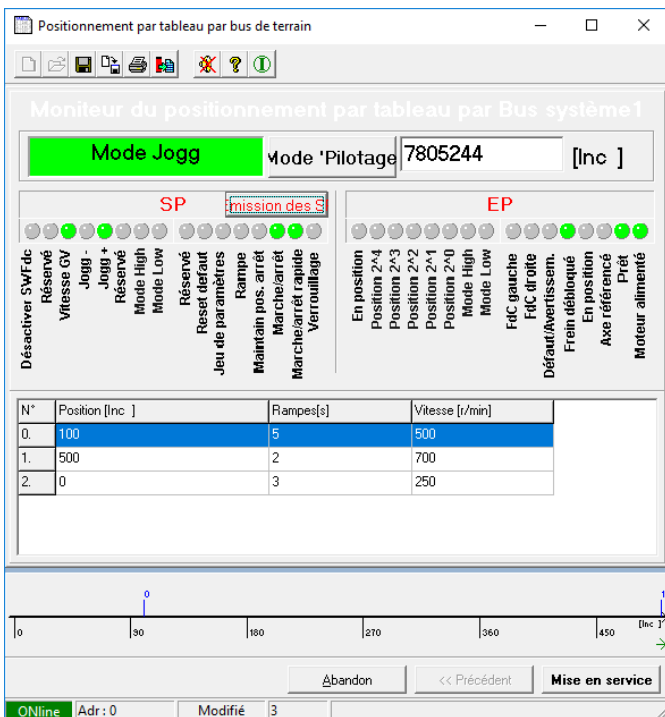 Positionnement par tableau par bus de terrain
Moniteur du positionnement par tableau par Bus système1
Mode Jogg
Mode 'Pilotage
7805244
[Inc ]
SP
EP
Désactiver SWFdc
Réservé
Vitesse GV
Jogg -
Jogg +
Réservé
Mode High
Mode Low
Réservé
Reset defaut
Jeu de paramètres
Rampe
Maintain pos. arrêt
Marche/arrêt
Marche/arrêt rapide
Verrouillage
En position
Position 2^4
Position 2^3
Position 2^2
Position 2^1
Position 2^0
Mode High
Mode Low
FdC gauche
FdC droite
Défaut/Avertissem.
Frein débloqué
En position
Axe référencé
Prêt
Moteur alimenté
N° Position [Inc ] Rampes[s] Vitesse [r/min]
0. 100 5 500
1. 500 2 700
2. 0 3 250
0 1
0 90 180 270 360 450 [Inc ]
Abandon << Précédent Mise en service
ONline Adr : 0 Modifié 3